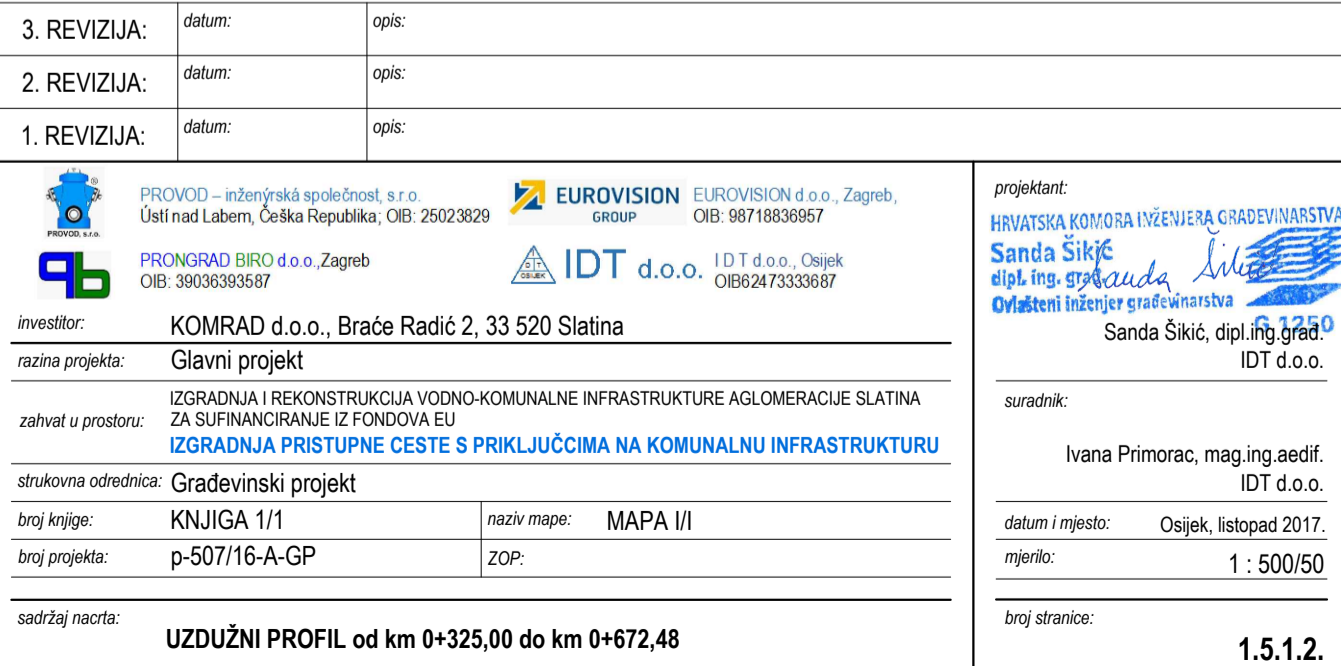 3. REVIZIJA: datum: opis:
2. REVIZIJA: datum: opis:
1. REVIZIJA: datum: opis:
PROVOD, s.r.o.
PROVOD – inženýrská společnost, s.r.o.
Ústí nad Labem, Češka Republika; OIB: 25023829
EUROVISION
GROUP
EUROVISION d.o.o., Zagreb,
OIB: 98718836957
PRONGRAD BIRO d.o.o.,Zagreb
OIB: 39036393587
IDT
OSIJEK
IDT d.o.o.
I D T d.o.o., Osijek
OIB62473333687
investitor: KOMRAD d.o.o., Braće Radić 2, 33 520 Slatina
razina projekta: Glavni projekt
zahvat u prostoru:
IZGRADNJA I REKONSTRUKCIJA VODNO-KOMUNALNE INFRASTRUKTURE AGLOMERACIJE SLATINA
ZA SUFINANCIRANJE IZ FONDOVA EU
IZGRADNJA PRISTUPNE CESTE S PRIKLJUČCIMA NA KOMUNALNU INFRASTRUKTURU
strukovna odrednica: Građevinski projekt
broj knjige: KNJIGA 1/1 naziv mape: MAPA I/I
broj projekta: p-507/16-A-GP ZOP:
sadržaj nacrta:
UZDUŽNI PROFIL od km 0+325,00 do km 0+672,48
projektant:
HRVATSKA KOMORA INŽENJERA GRAĐEVINARSTVA
Sanda Šikić
dipl. ing. građ.
Ovlašteni inženjer građevinarstva
G 1250
Sanda Šikić, dipl.ing.građ.
IDT d.o.o.
suradnik:
Ivana Primorac, mag.ing.aedif.
IDT d.o.o.
datum i mjesto: Osijek, listopad 2017.
mjerilo: 1 : 500/50
broj stranice:
1.5.1.2.